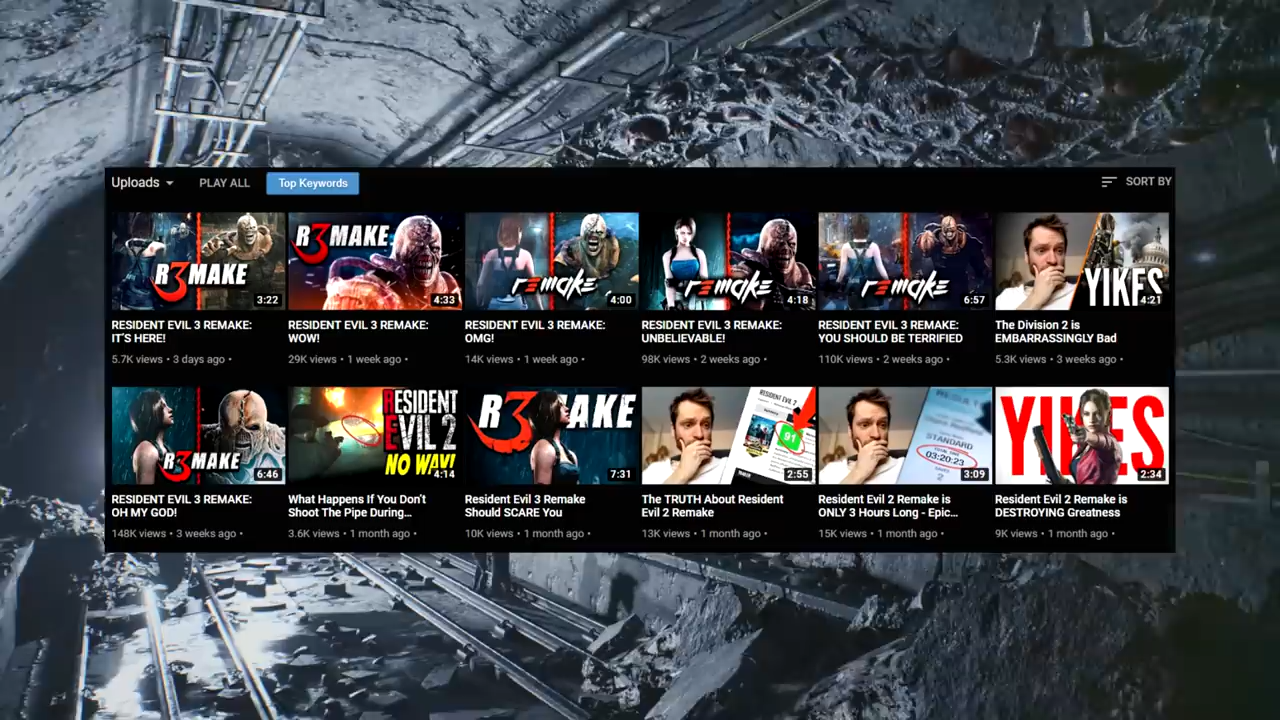 Uploads PLAY ALL Top Keywords SORT BY
R3MAKE R3MAKE remake remake remake YIKES
3:22 4:33 4:00 4:18 6:57 4:21
RESIDENT EVIL 3 REMAKE: IT'S HERE!
5.7K views • 3 days ago •
RESIDENT EVIL 3 REMAKE: WOW!
29K views • 1 week ago •
RESIDENT EVIL 3 REMAKE: OMG!
14K views • 1 week ago •
RESIDENT EVIL 3 REMAKE: UNBELIEVABLE!
98K views • 2 weeks ago •
RESIDENT EVIL 3 REMAKE: YOU SHOULD BE TERRIFIED
110K views • 2 weeks ago •
The Division 2 is EMBARRASSINGLY Bad
5.3K views • 3 weeks ago •
R3MAKE
6:46
RESIDENT EVIL 3 REMAKE: OH MY GOD!
148K views • 3 weeks ago •
RESIDENT EVIL 2 NO WAY!
4:14
What Happens If You Don't Shoot The Pipe During...
3.6K views • 1 month ago •
R3MAKE
7:31
Resident Evil 3 Remake Should SCARE You
10K views • 1 month ago •
RESIDENT EVIL 2
91
2:55
The TRUTH About Resident Evil 2 Remake
13K views • 1 month ago •
STANDARD
TOTAL TIME
03:20:23
3:09
Resident Evil 2 Remake is ONLY 3 Hours Long - Epic...
15K views • 1 month ago •
YIKES
2:34
Resident Evil 2 Remake is DESTROYING Greatness
9K views • 1 month ago •